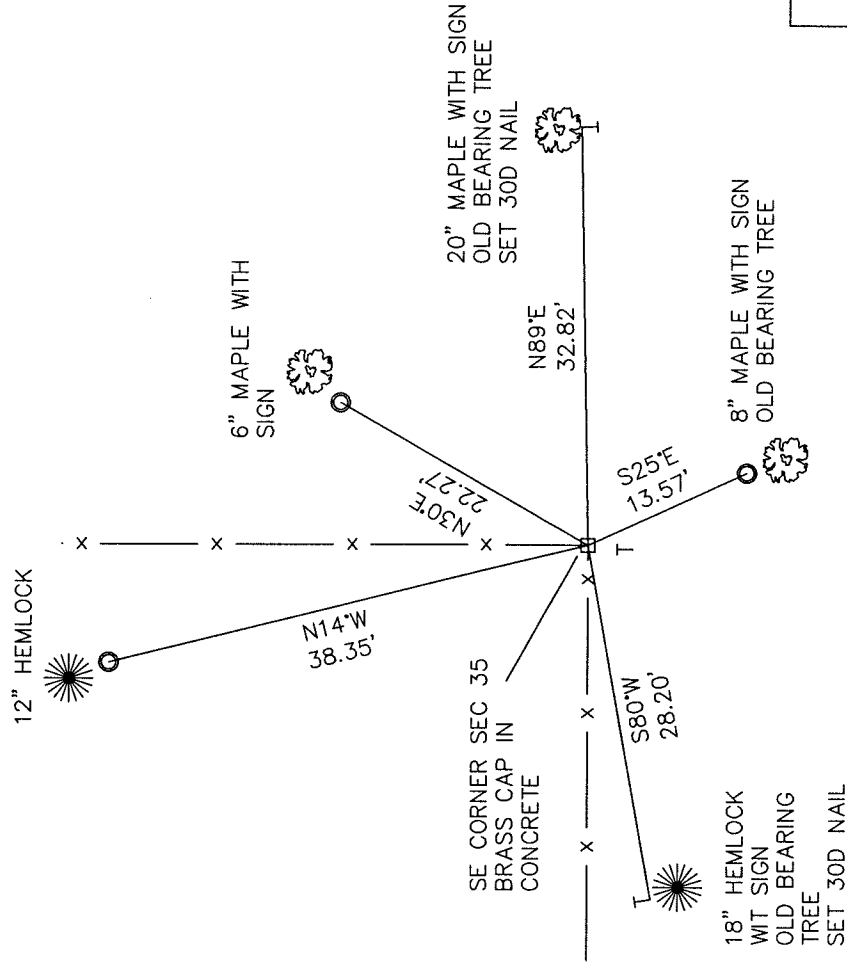 12" HEMLOCK
6" MAPLE WITH
SIGN
20" MAPLE WITH SIGN
OLD BEARING TREE
SET 30D NAIL
N14°W
38.35'
N30°E
22.27'
N89°E
32.82'
SE CORNER SEC 35
BRASS CAP IN
CONCRETE
S80°W
28.20'
S25°E
13.57'
8" MAPLE WITH SIGN
OLD BEARING TREE
18" HEMLOCK
WIT SIGN
OLD BEARING
TREE
SET 30D NAIL